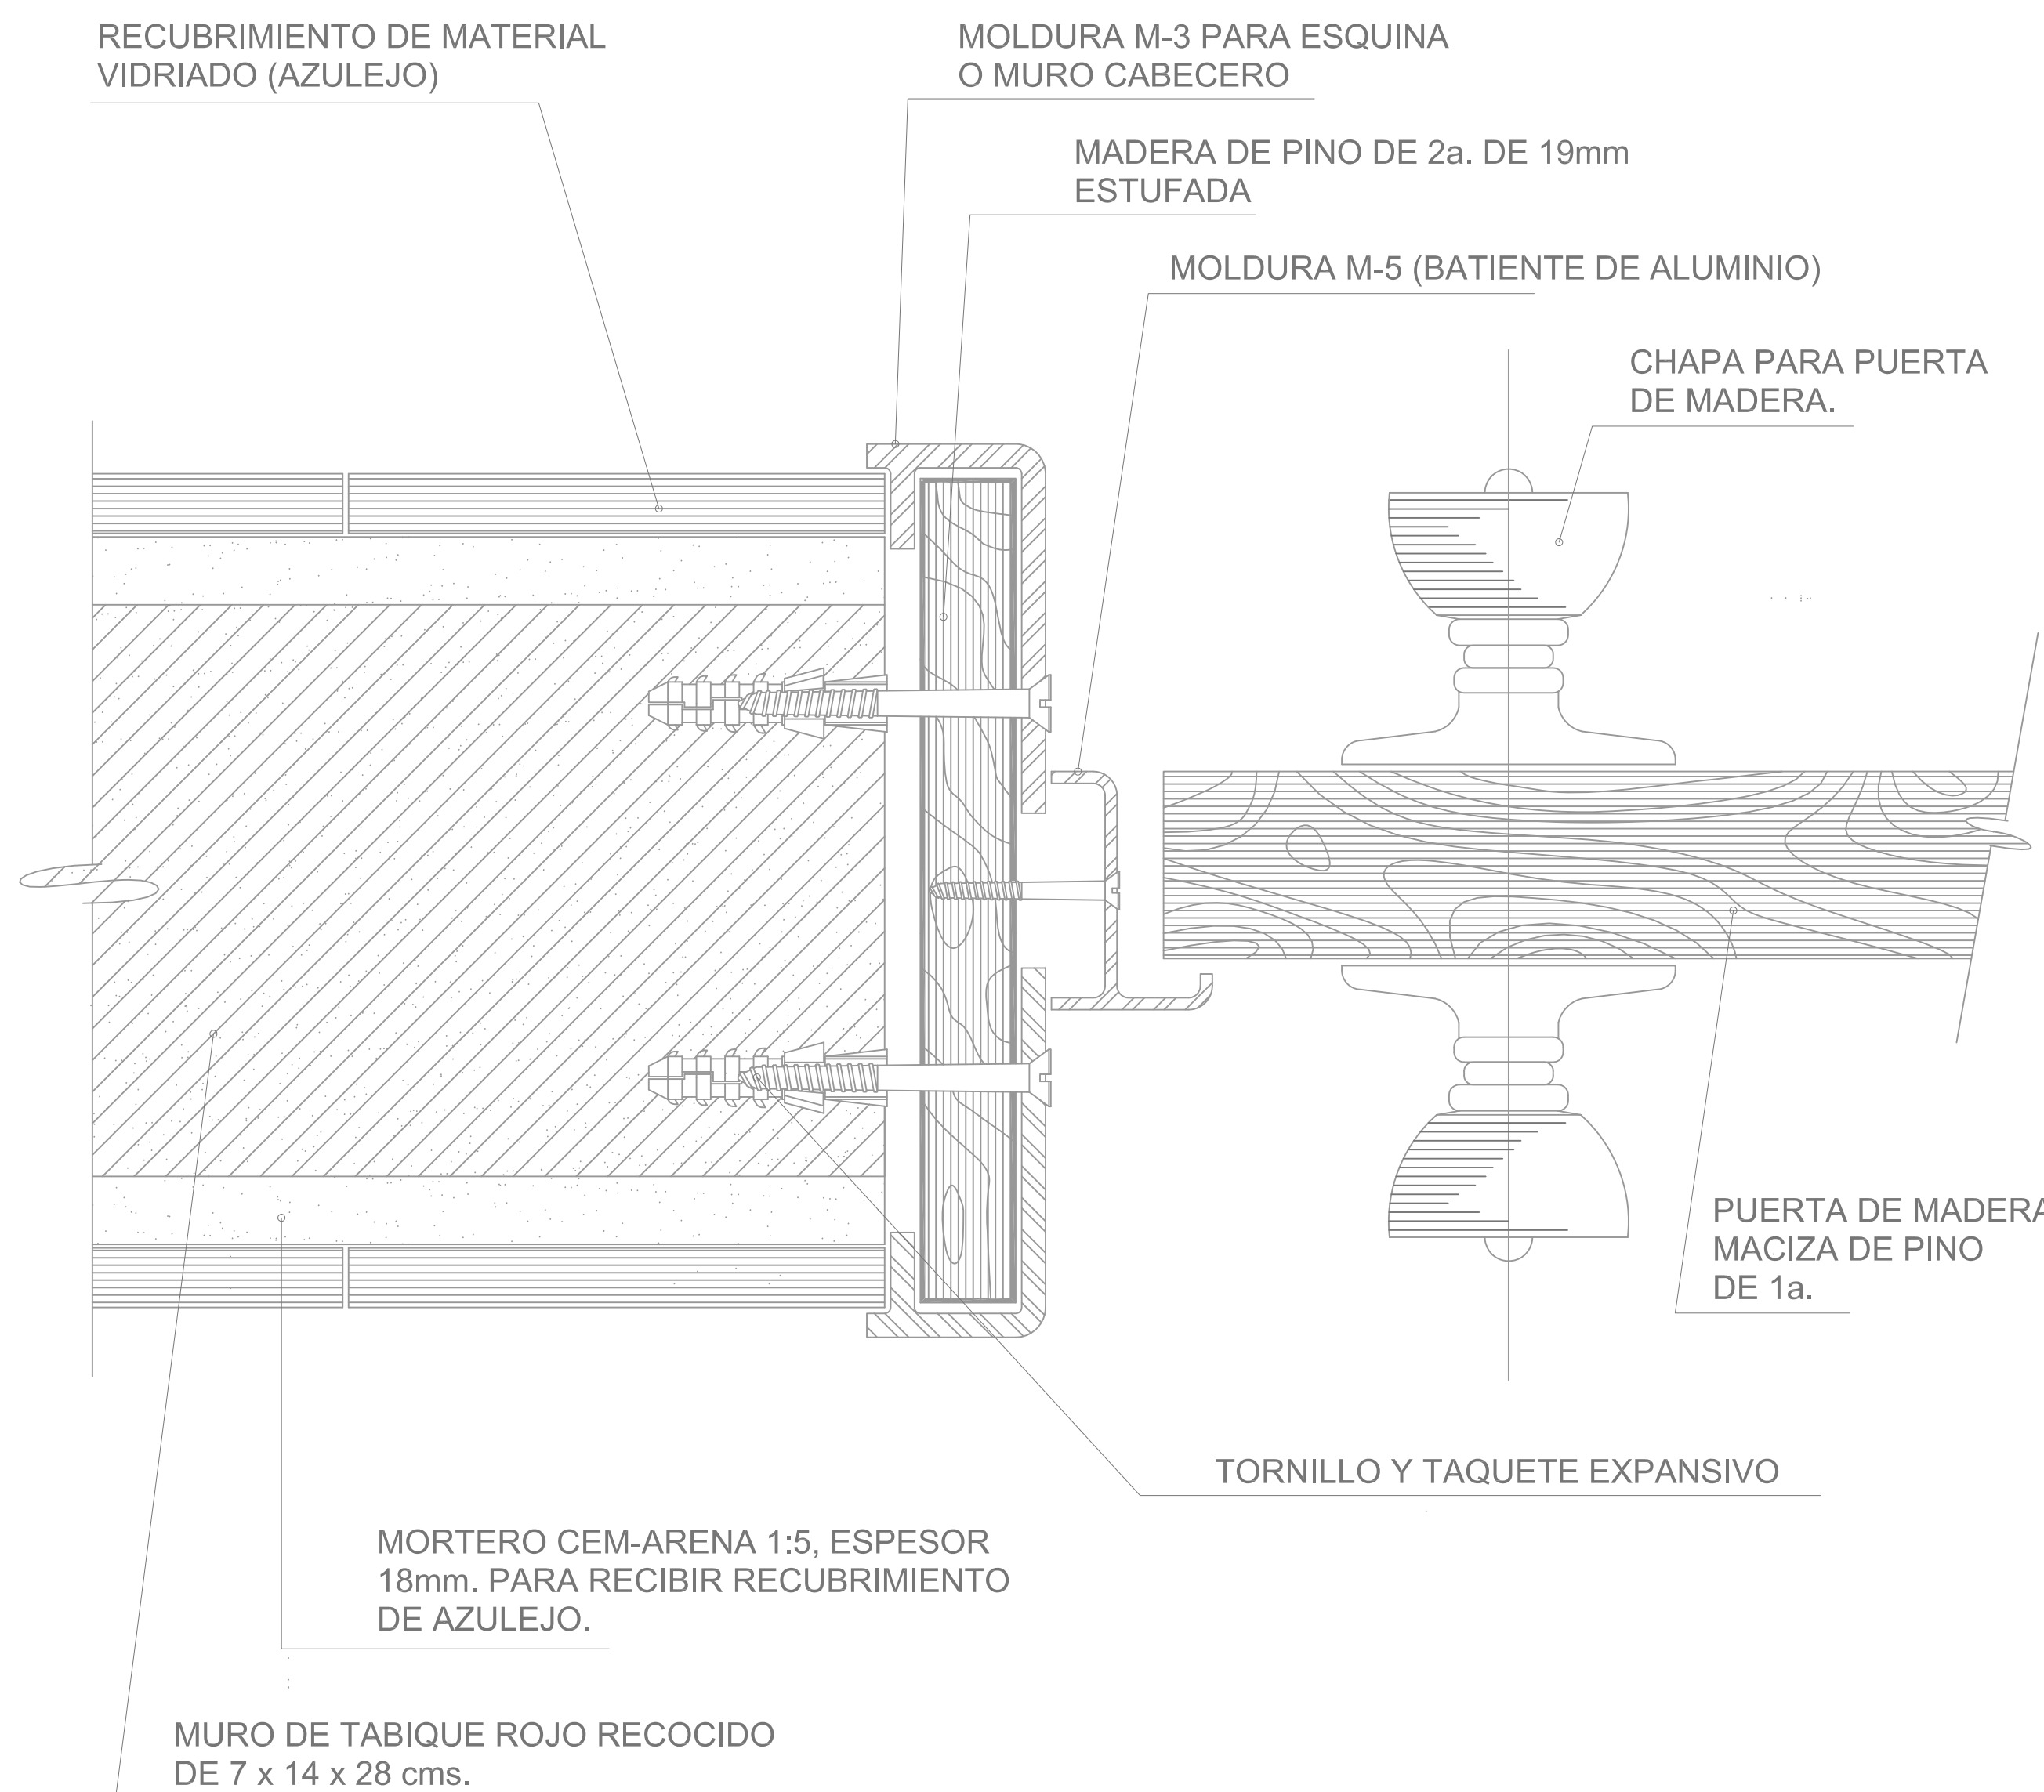 RECUBRIMIENTO DE MATERIAL
VIDRIADO (AZULEJO)
MOLDURA M-3 PARA ESQUINA
O MURO CABECERO
MADERA DE PINO DE 2a. DE 19mm
ESTUFADA
MOLDURA M-5 (BATIENTE DE ALUMINIO)
CHAPA PARA PUERTA
DE MADERA.
PUERTA DE MADERA
MACIZA DE PINO
DE 1a.
TORNILLO Y TAQUETE EXPANSIVO
MORTERO CEM-ARENA 1:5, ESPESOR
18mm. PARA RECIBIR RECUBRIMIENTO
DE AZULEJO.
MURO DE TABIQUE ROJO RECOCIDO
DE 7 x 14 x 28 cms.